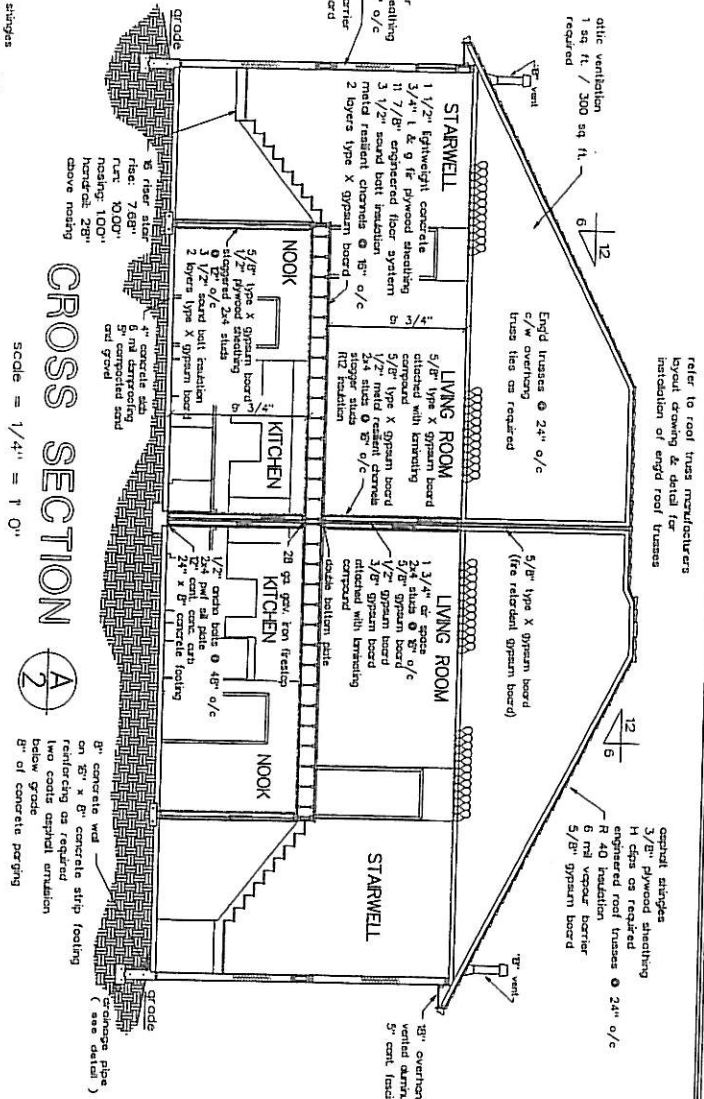 shingles
attic ventilation
1 sq ft. / 300 sq ft.
required
"B" vent
12
6
refer to roof truss manufacturers
layout drawing & detail for
installation of eng'd roof trusses
Eng'd trusses @ 24" o/c
c/w overhang
truss ties as required
5/8" type X gypsum board
(fire retardant gypsum board)
12
6
asphalt shingles
3/8" plywood sheathing
H clips as required
engineered roof trusses @ 24" o/c
R 40 insulation
6 mil vapour barrier
5/8" gypsum board
"B" vent
18" overhang
vented
5" cont. fascia
sheathing
o/c
grade
STAIRWELL
1 1/2" lightweight concrete
3/4" t & g fir plywood sheathing
11 7/8" engineered floor system
3 1/2" sound batt insulation
metal resilient channels @ 16" o/c
2 layers type X gypsum board
3/4"
LIVING ROOM
5/8" type X gypsum board
attached with laminating
compound
5/8" type X gypsum board
1/2" metal resilient channels
2x4 studs @ 16" o/c
stagger studs
R12 insulation
LIVING ROOM
1 3/4" air space
2x4 studs @ 16" o/c
5/8" gypsum board
1/2" gypsum board
3/8" gypsum board
attached with laminating
compound
double bottom plate
STAIRWELL
NOOK
5/8" type X gypsum board
1/2" plywood sheathing
staggered 2x4 studs
@ 12" o/c
3 1/2" sound batt insulation
2 layers type X gypsum board
3/4"
KITCHEN
28 ga. galv. iron firestop
KITCHEN
1/2" ancho bolts @ 48" o/c
2x4 pwf sill plate
12" cont. conc. curb
24" x 8" concrete footing
NOOK
16 riser stair
rise: 7.68"
run: 10.00"
nosing: 1.00"
handrail: 2'8"
above nosing
4" concrete slab
6 mil dampproofing
5" compacted sand
and gravel
8" concrete wall
on 16" x 8" concrete strip footing
reinforcing as required
two coats asphalt emulsion
below grade
8" of concrete parging
grade
drainage pipe
( see detail )
CROSS SECTION
A
2
scale = 1/4" = 1' 0"